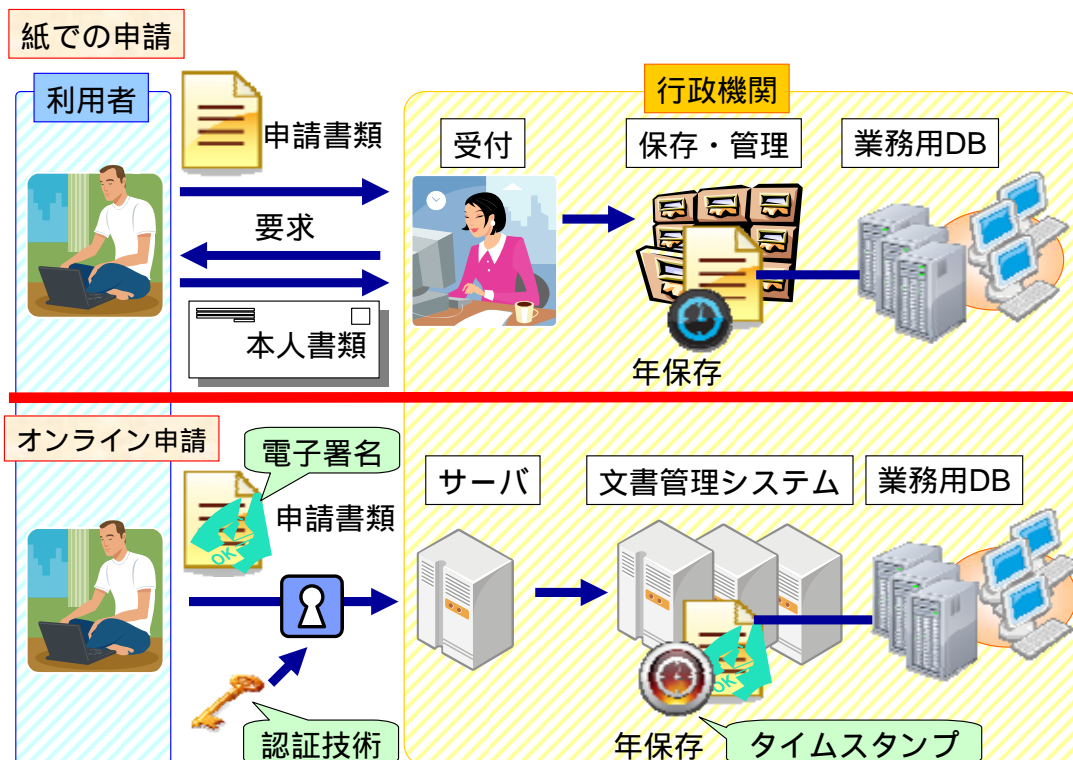 紙での申請
利用者
申請書類
行政機関
受付
保存・管理
業務用DB
要求
本人書類
年保存
オンライン申請
電子署名
申請書類
OK
サーバ
文書管理システム
業務用DB
OK
認証技術
年保存
タイムスタンプ